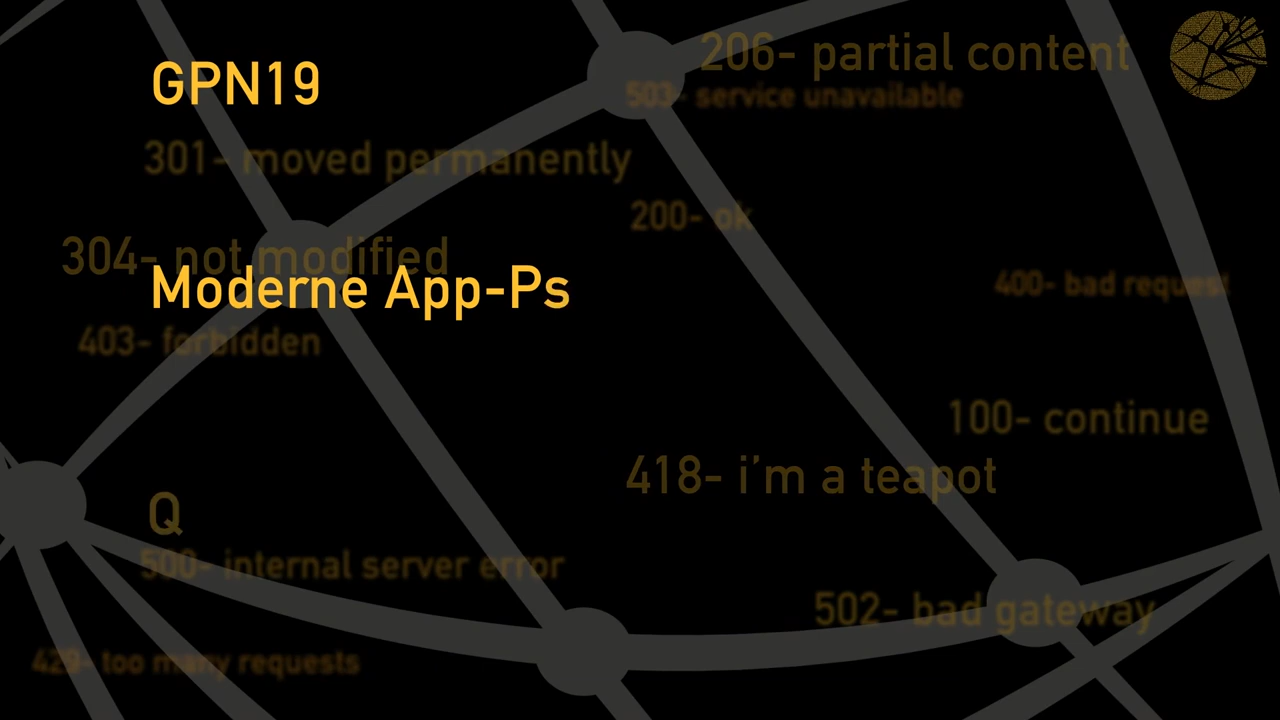 GPN19
206- partial content
503- service unavailable
301- moved permanently
200- ok
304- not modified
Moderne App-Ps
400- bad request
403- forbidden
100- continue
418- i'm a teapot
Q
500- internal server error
502- bad gateway
429- too many requests